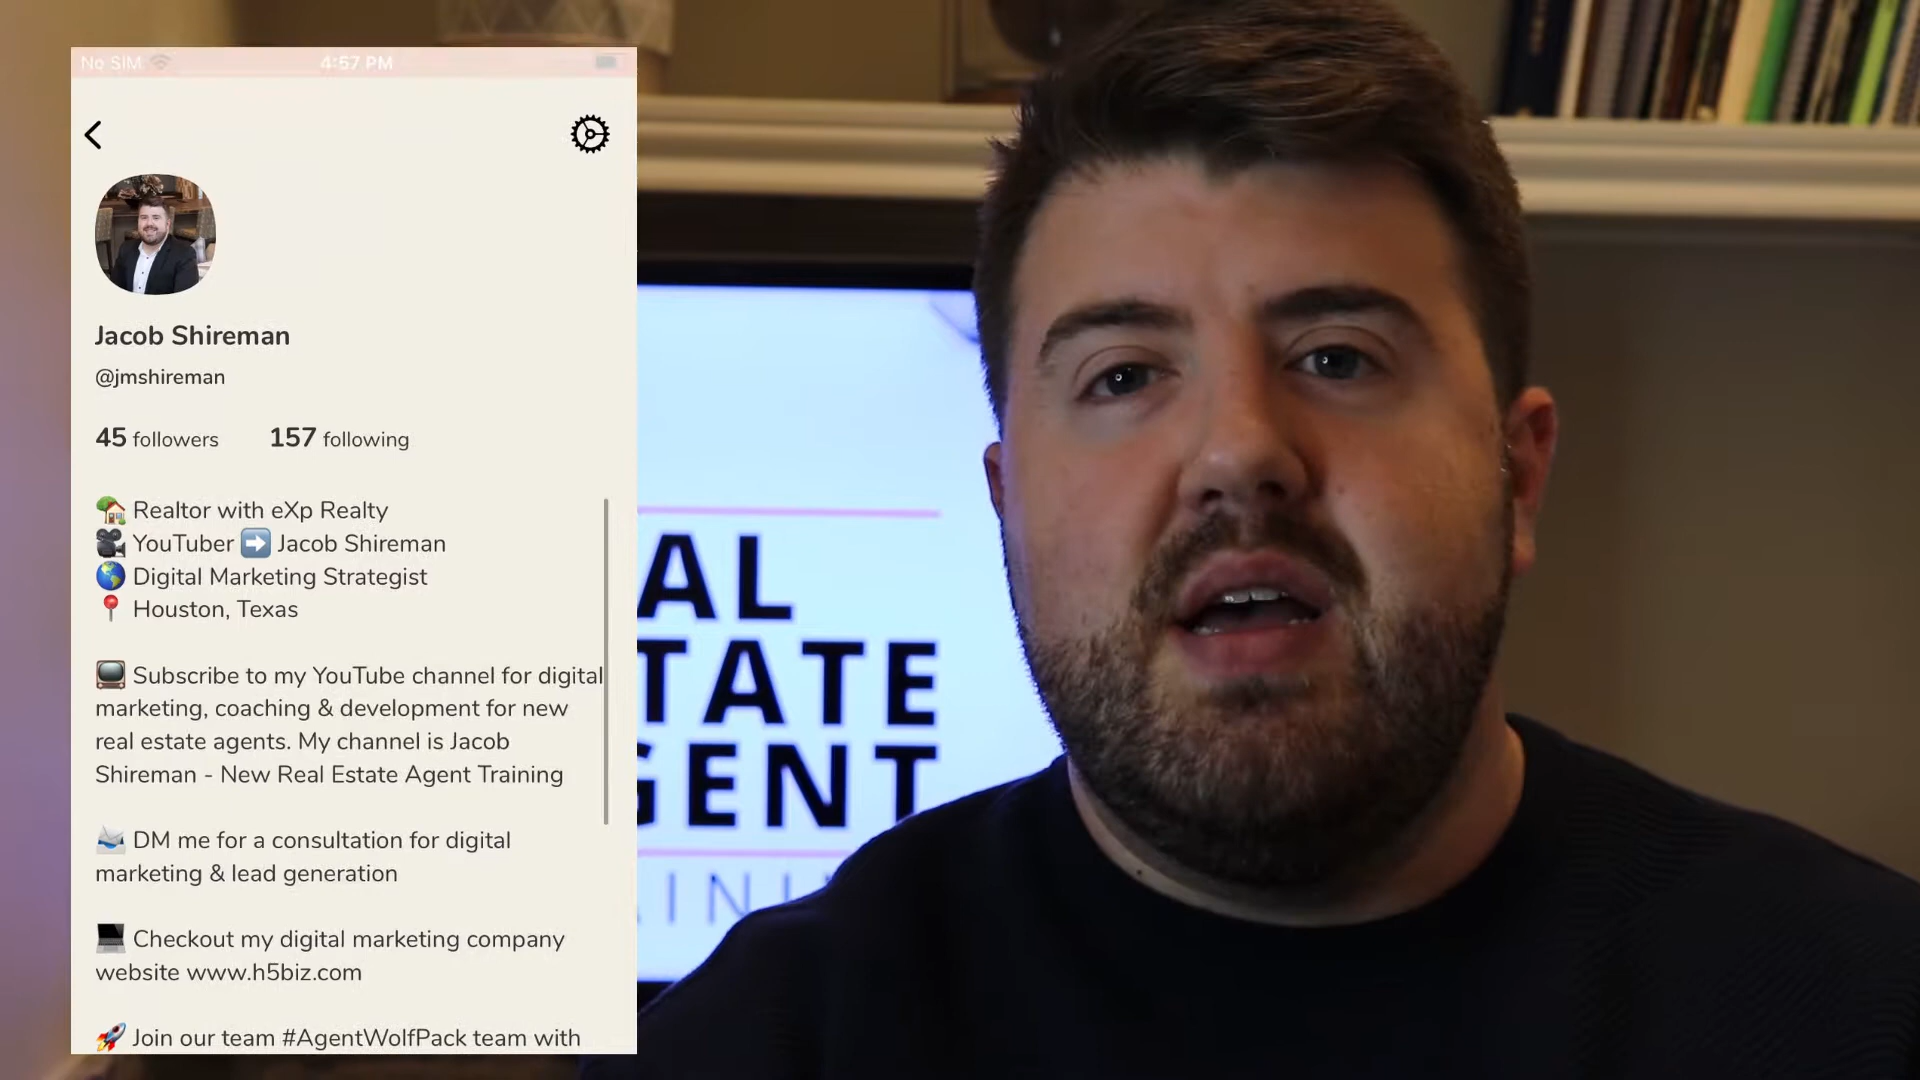 No SIM
4:57 PM
Jacob Shireman
@jmshireman
45 followers 157 following
🏡 Realtor with eXp Realty
🎥 YouTuber ➡️ Jacob Shireman
🌎 Digital Marketing Strategist
📍 Houston, Texas
📺 Subscribe to my YouTube channel for digital
marketing, coaching & development for new
real estate agents. My channel is Jacob
Shireman - New Real Estate Agent Training
📨 DM me for a consultation for digital
marketing & lead generation
💻 Checkout my digital marketing company
website www.h5biz.com
🚀 Join our team #AgentWolfPack team with
AL
TATE
GENT